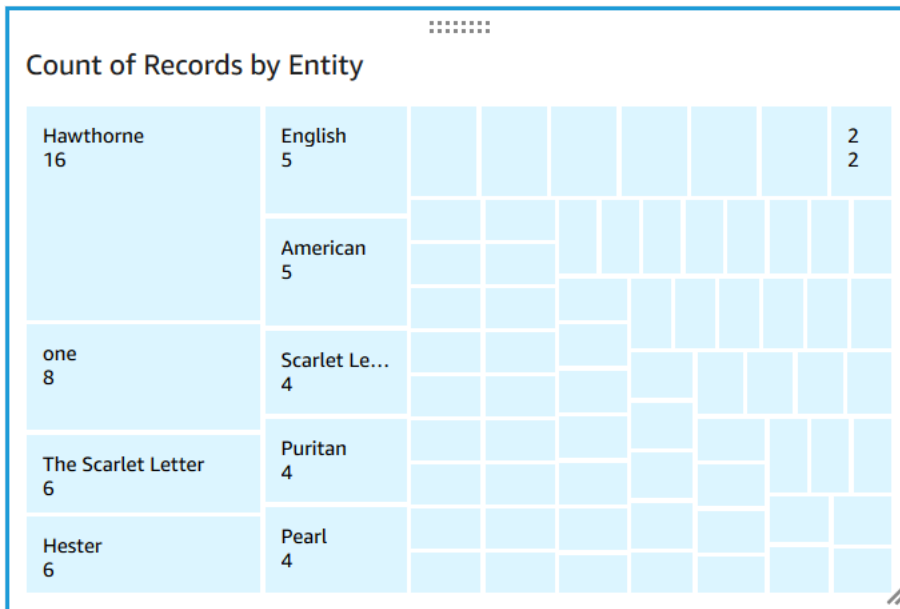 Count of Records by Entity
Hawthorne
16
one
8
The Scarlet Letter
6
Hester
6
English
5
American
5
Scarlet Le...
4
Puritan
4
Pearl
4
2
2